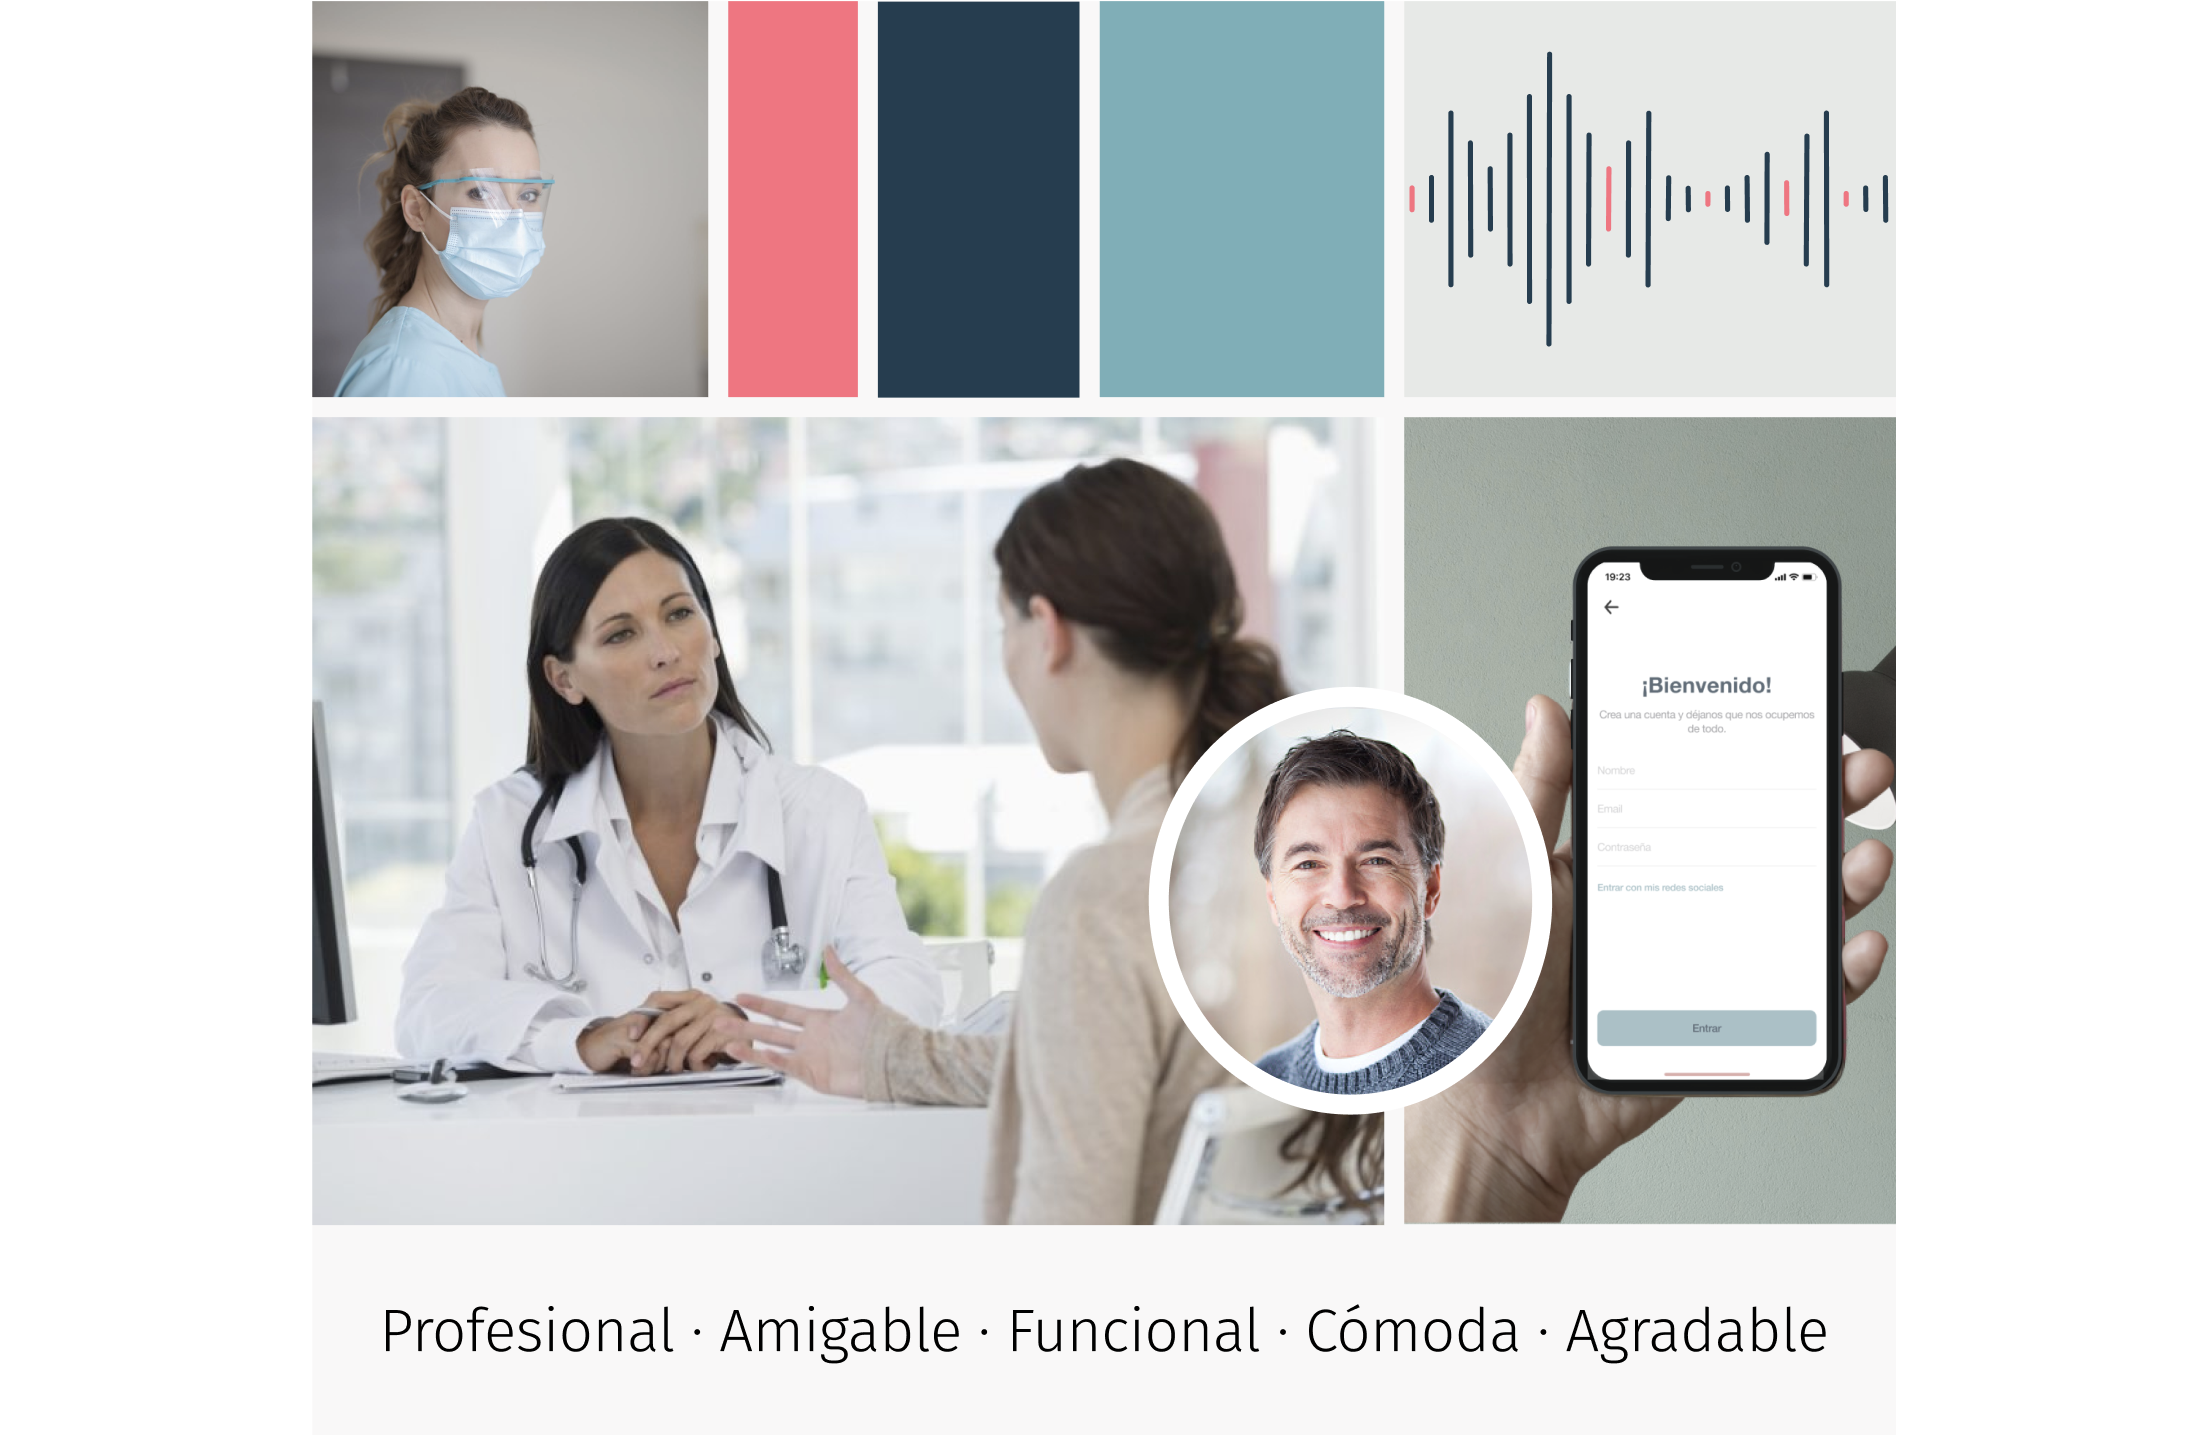 19:23
¡Bienvenido!
Crea una cuenta y déjanos que nos ocupemos
de todo.
Nombre
Email
Contraseña
Entrar con mis redes sociales
Entrar
Profesional · Amigable · Funcional · Cómoda · Agradable